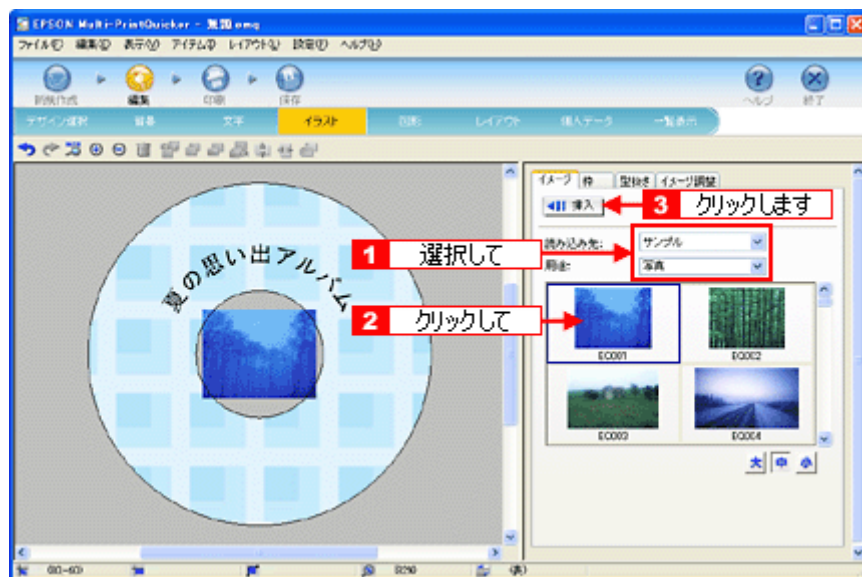 EPSON Multi-PrintQuicker - 無題.emq
ファイル(F) 編集(E) 表示(V) アイテム(I) レイアウト(L) 設定(T) ヘルプ(H)
新規作成 編集 印刷 保存 ヘルプ 終了
デザイン選択 背景 文字 イラスト 図形 レイアウト 個人データ 一覧表示
イメージ 枠 型抜き イメージ調整
挿入 3 クリックします
読み込み先: サンプル
用途: 写真
1 選択して
2 クリックして
夏の思い出アルバム
EC001 EC002
EC003 EC004
大 中 小